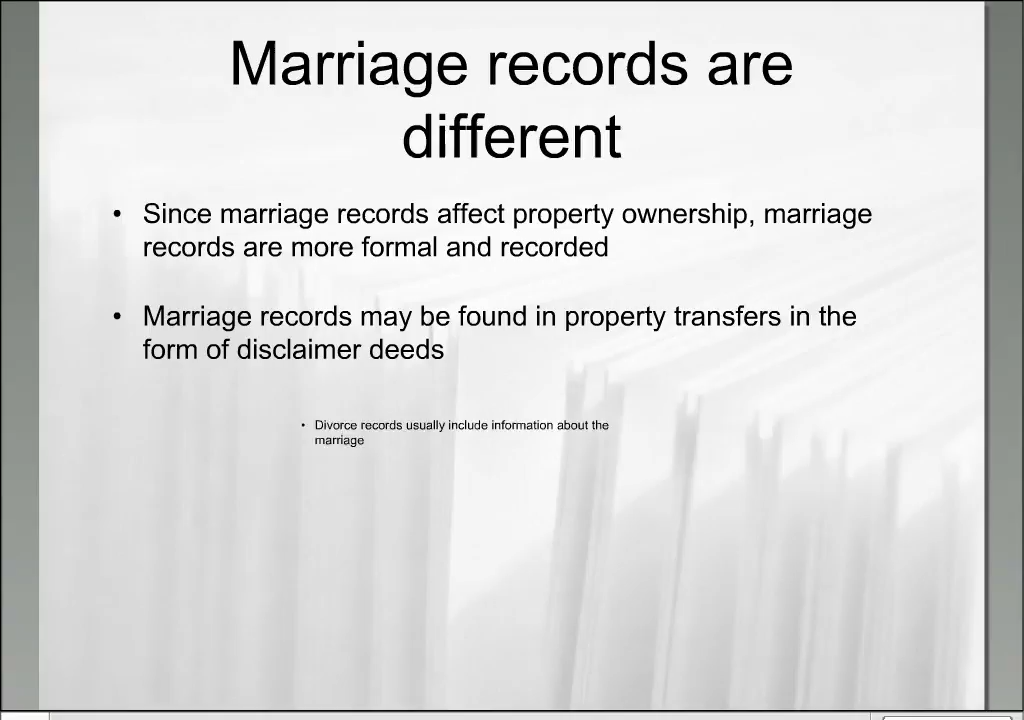 Marriage records are
different
• Since marriage records affect property ownership, marriage
records are more formal and recorded
• Marriage records may be found in property transfers in the
form of disclaimer deeds
• Divorce records usually include information about the
marriage